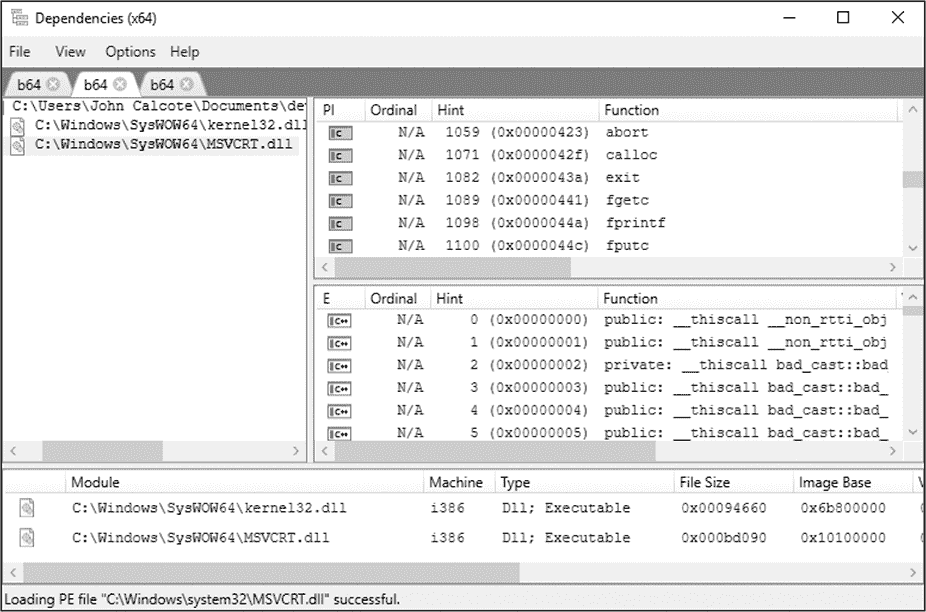 Dependencies (x64)
File View Options Help
b64 b64 b64
C:\Users\John Calcote\Documents\de
C:\Windows\SysWOW64\kernel32.dll
C:\Windows\SysWOW64\MSVCRT.dll
PI Ordinal Hint Function
C N/A 1059 (0x00000423) abort
C N/A 1071 (0x0000042f) calloc
C N/A 1082 (0x0000043a) exit
C N/A 1089 (0x00000441) fgetc
C N/A 1098 (0x0000044a) fprintf
C N/A 1100 (0x0000044c) fputc
E Ordinal Hint Function
C++ N/A 0 (0x00000000) public: __thiscall __non_rtti_obj
C++ N/A 1 (0x00000001) public: __thiscall __non_rtti_obj
C++ N/A 2 (0x00000002) private: __thiscall bad_cast::bad
C++ N/A 3 (0x00000003) public: __thiscall bad_cast::bad_
C++ N/A 4 (0x00000004) public: __thiscall bad_cast::bad_
C++ N/A 5 (0x00000005) public: __thiscall bad_cast::bad_
Module Machine Type File Size Image Base
C:\Windows\SysWOW64\kernel32.dll i386 Dll; Executable 0x00094660 0x6b800000
C:\Windows\SysWOW64\MSVCRT.dll i386 Dll; Executable 0x000bd090 0x10100000
Loading PE file "C:\Windows\system32\MSVCRT.dll" successful.